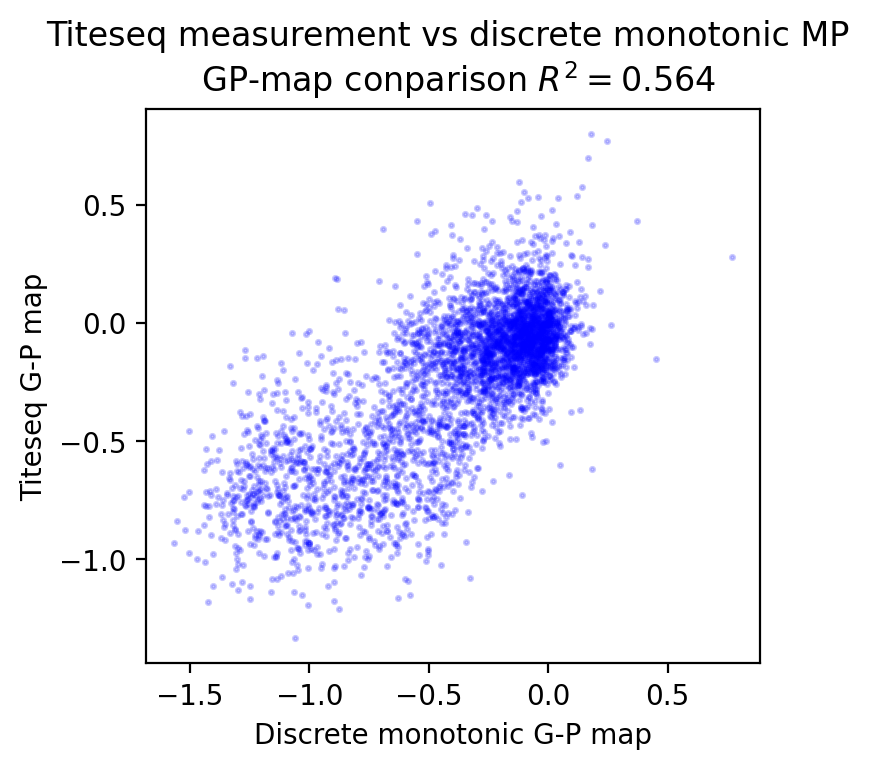 Titeseq measurement vs discrete monotonic MP
GP-map conparison R² = 0.564
0.5
0.0
−0.5
−1.0
Titeseq G-P map
−1.5
−1.0
−0.5
0.0
0.5
Discrete monotonic G-P map